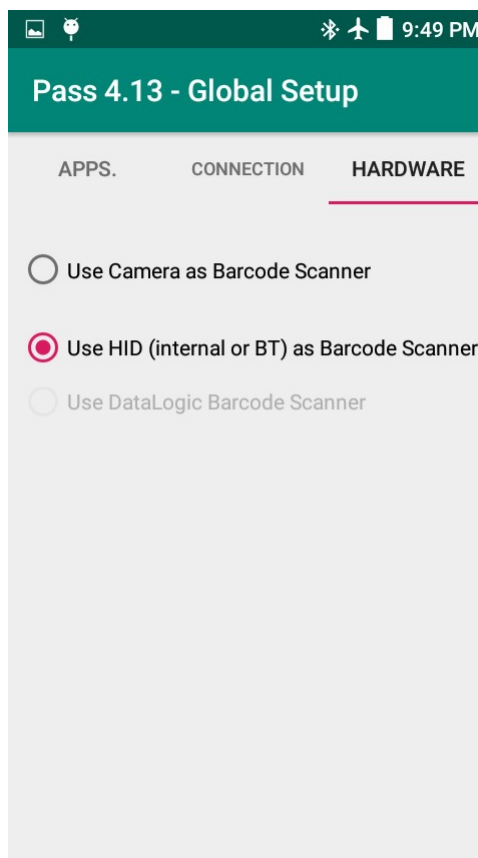 9:49 PM
Pass 4.13 - Global Setup
APPS. CONNECTION HARDWARE
Use Camera as Barcode Scanner
Use HID (internal or BT) as Barcode Scanner
Use DataLogic Barcode Scanner